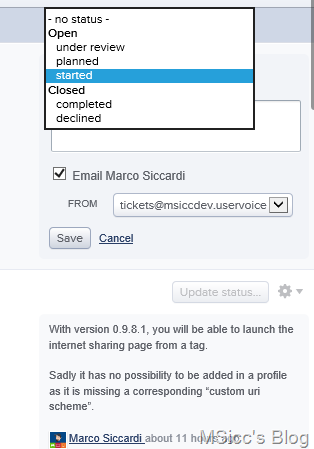 - no status -
Open
under review
planned
started
Closed
completed
declined
Email Marco Siccardi
FROM tickets@msiccdev.uservoice
Save Cancel
Update status...
With version 0.9.8.1, you will be able to launch the
internet sharing page from a tag.
Sadly it has no possibility to be added in a profile
as it is missing a corresponding “custom uri
scheme”.
Marco Siccardi about 11 hours ago
MSicc's Blog